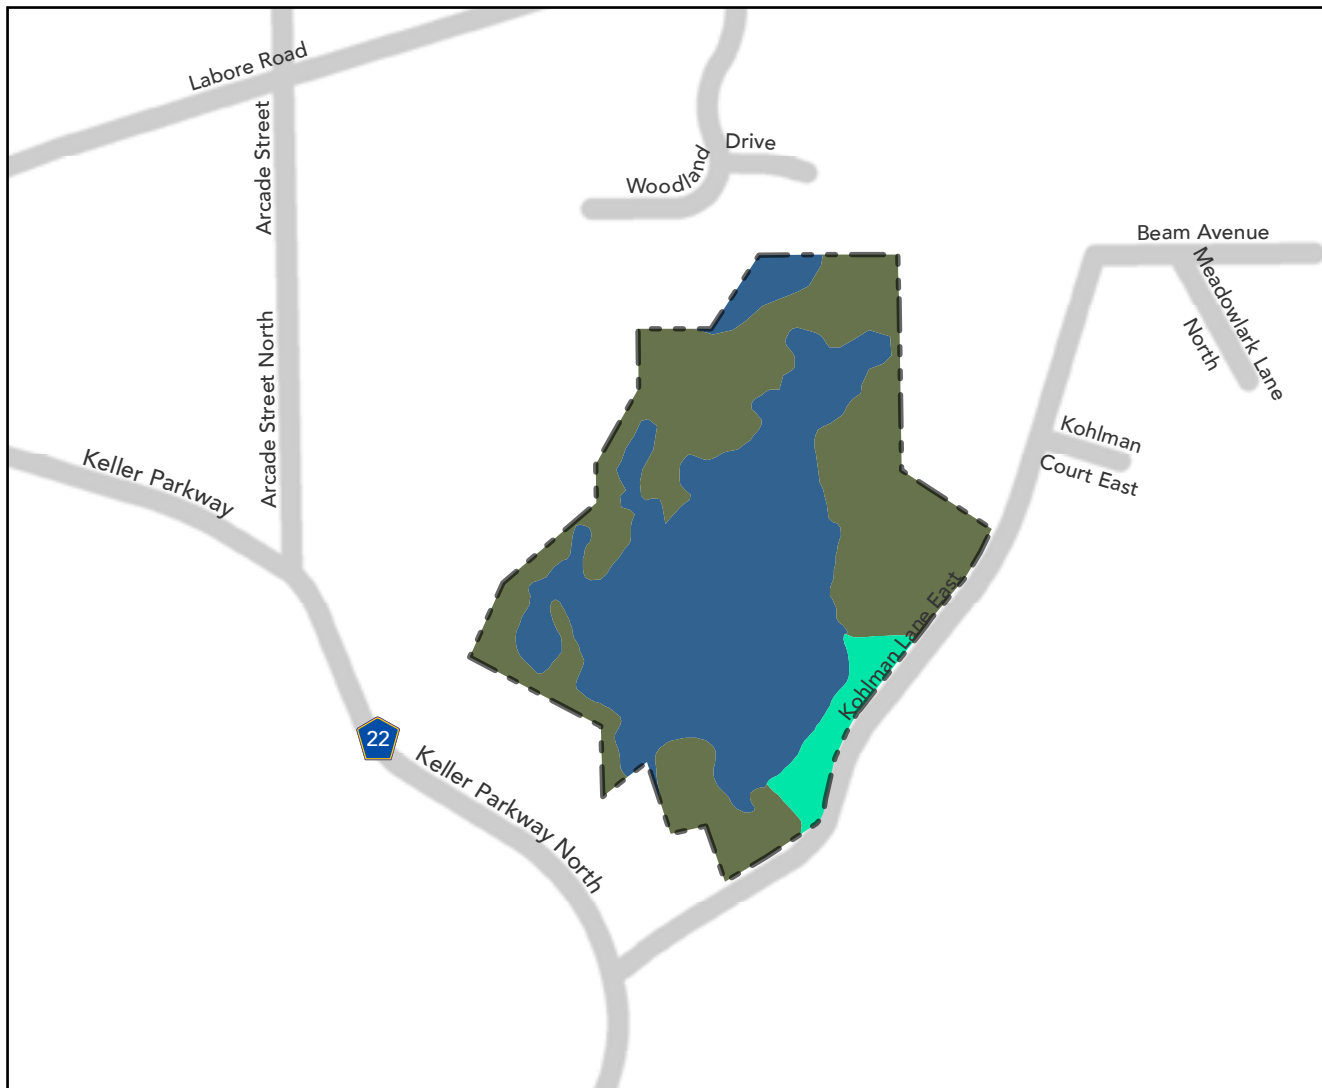 Labore Road
Arcade Street
Drive
Woodland
Beam Avenue
Meadowlark Lane
North
Arcade Street North
Kohlman
Court East
Keller Parkway
Kohlman Lane East
22
Keller Parkway North